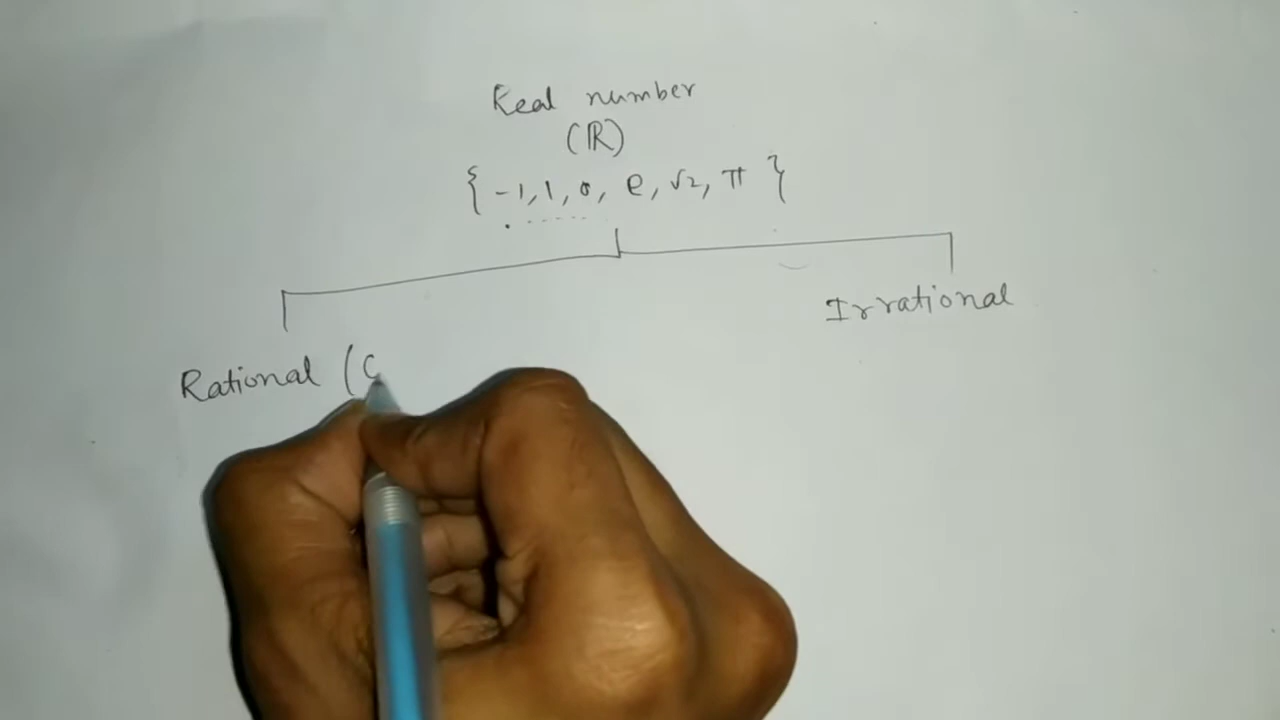 Real number
(ℝ)
{ -1, 1, 0, e, √2, π }
Irrational
Rational (